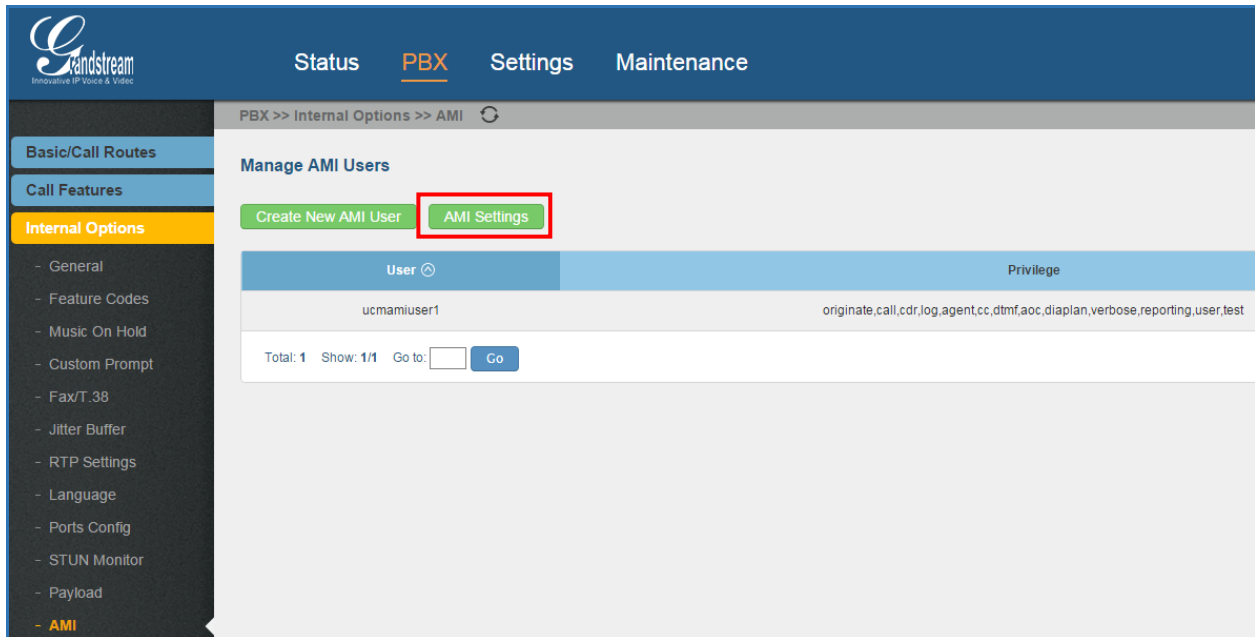 Grandstream
Innovative IP Voice & Video
Status PBX Settings Maintenance
PBX >> Internal Options >> AMI
Basic/Call Routes
Call Features
Internal Options
- General
- Feature Codes
- Music On Hold
- Custom Prompt
- Fax/T.38
- Jitter Buffer
- RTP Settings
- Language
- Ports Config
- STUN Monitor
- Payload
- AMI
Manage AMI Users
Create New AMI User AMI Settings
User Privilege
ucmamiuser1 originate,call,cdr,log,agent,cc,dtmf,aoc,diaplan,verbose,reporting,user,test
Total: 1 Show: 1/1 Go to: Go